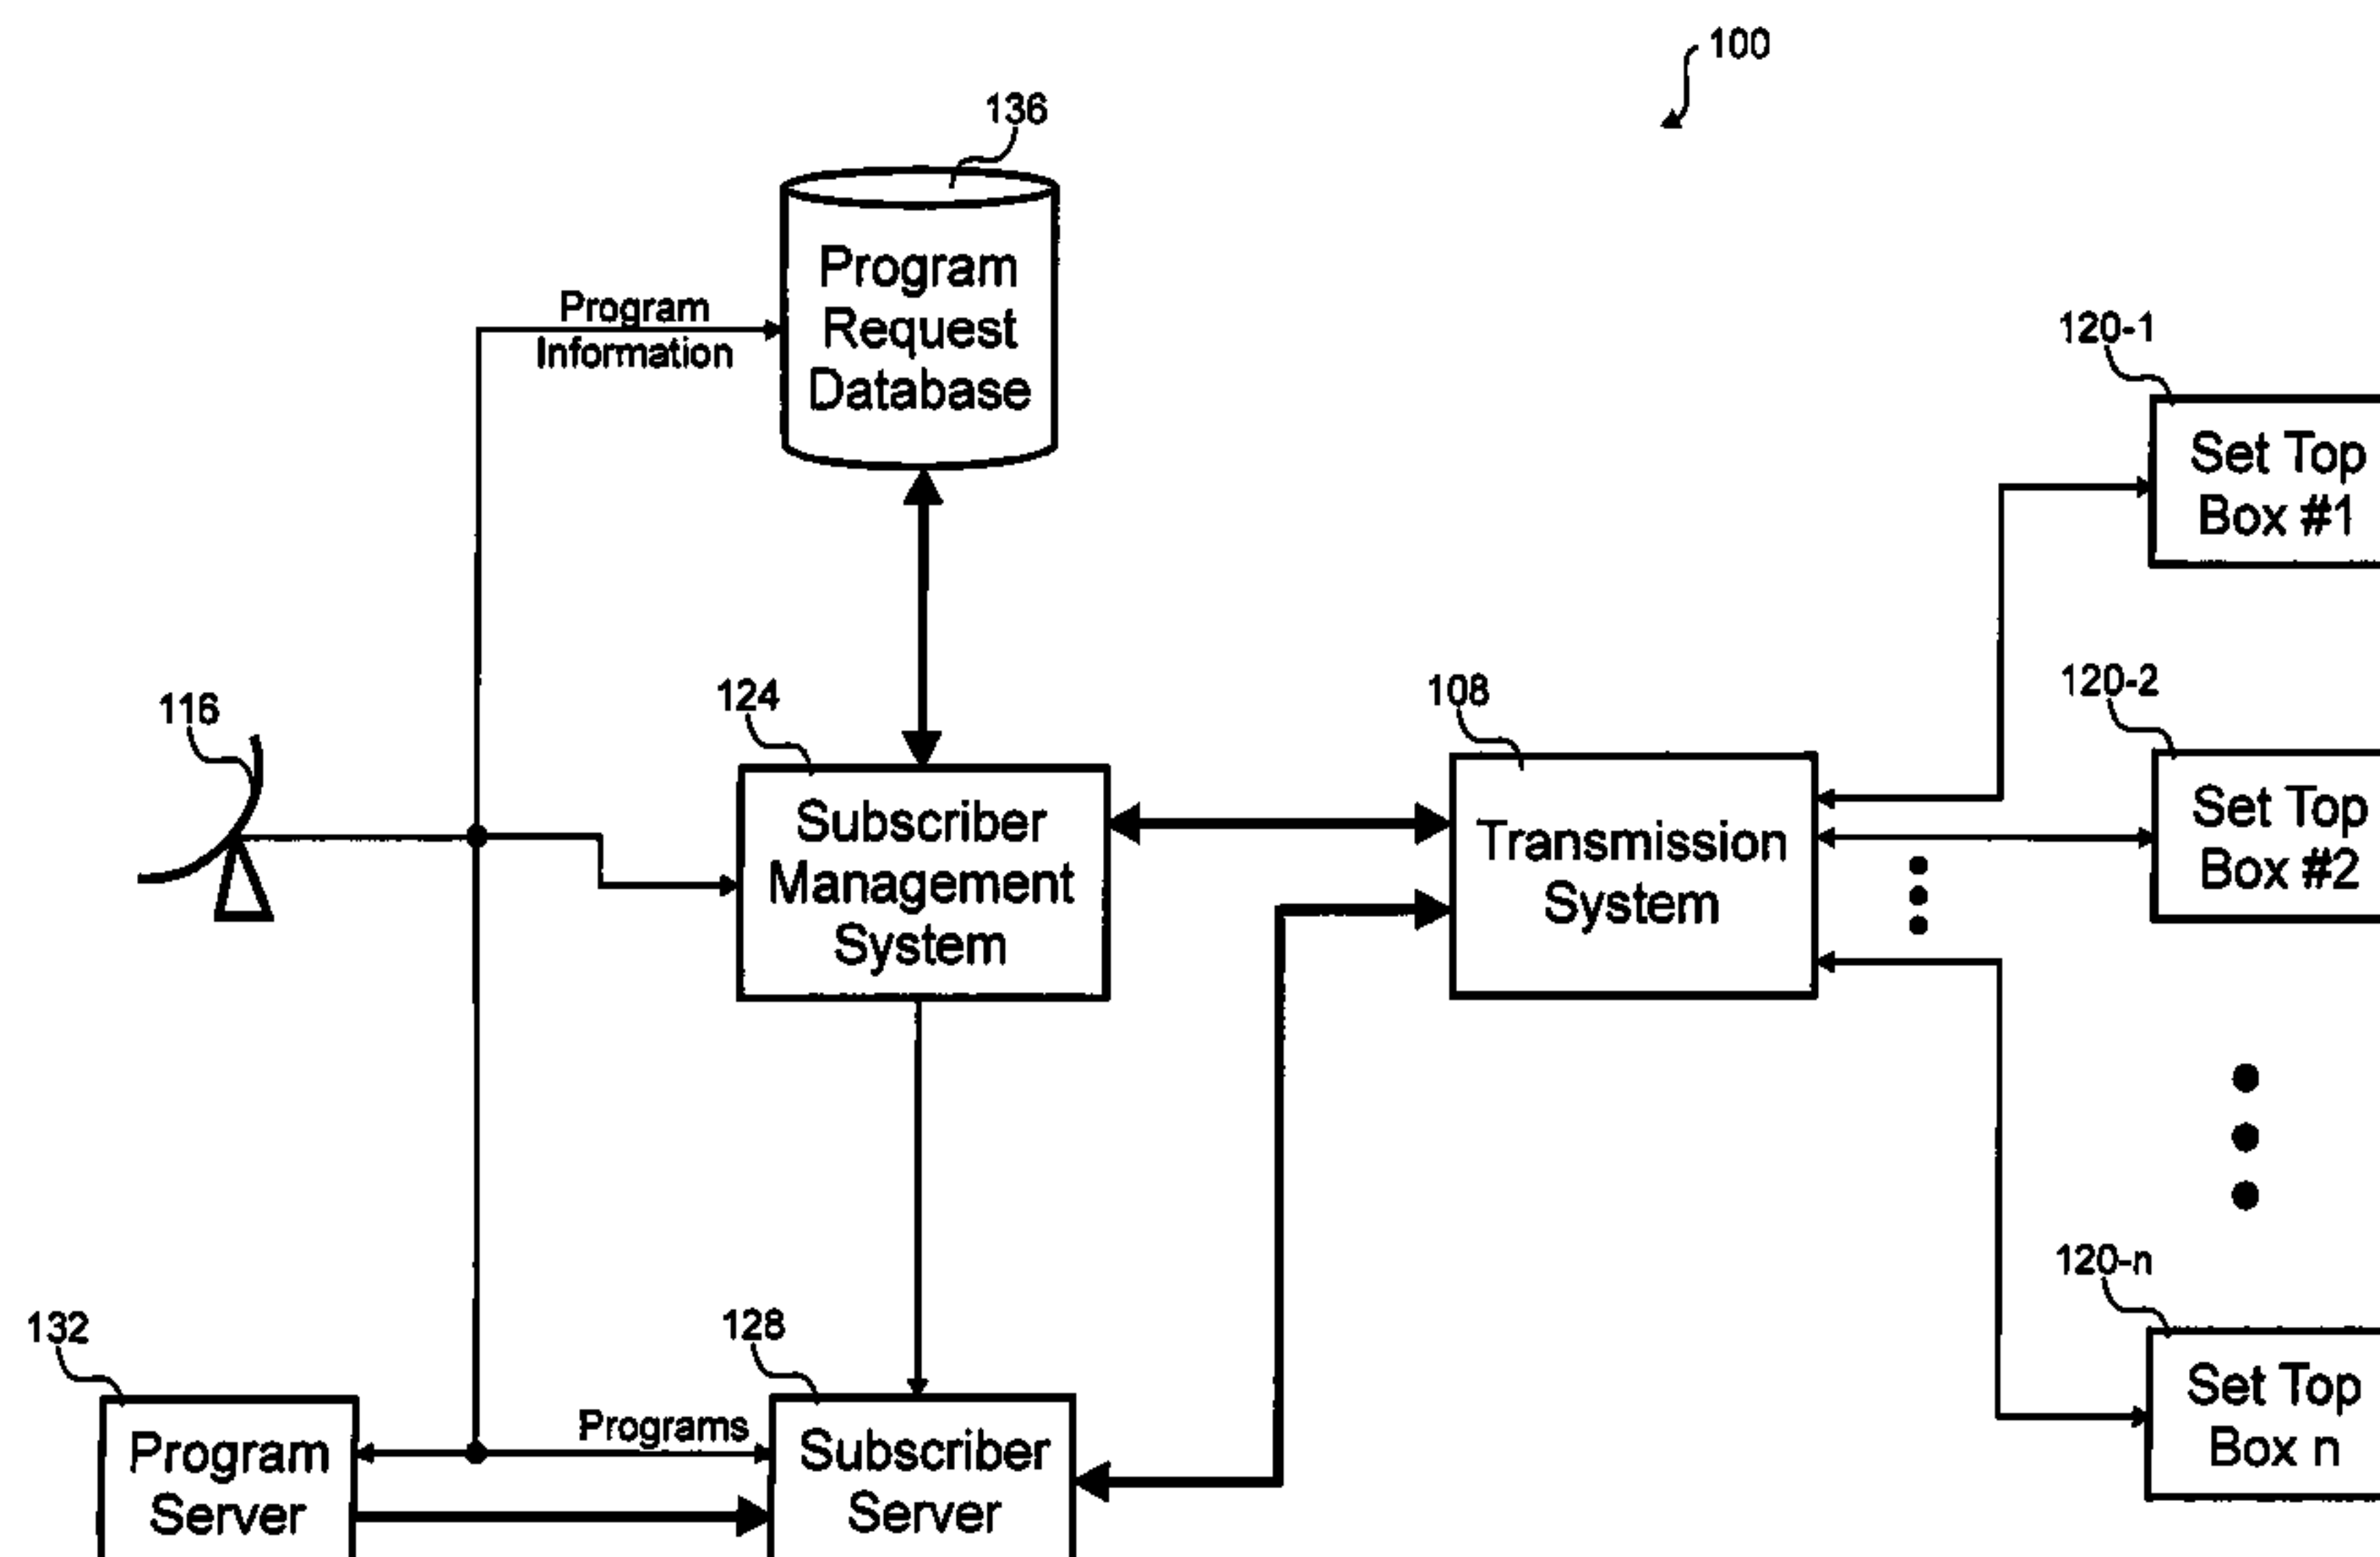 100
136
Program
Request
Database
Program
Information
120-1
Set Top
Box #1
116
124
Subscriber
Management
System
108
Transmission
System
120-2
Set Top
Box #2
120-n
Set Top
Box n
132
Program
Server
Programs
128
Subscriber
Server